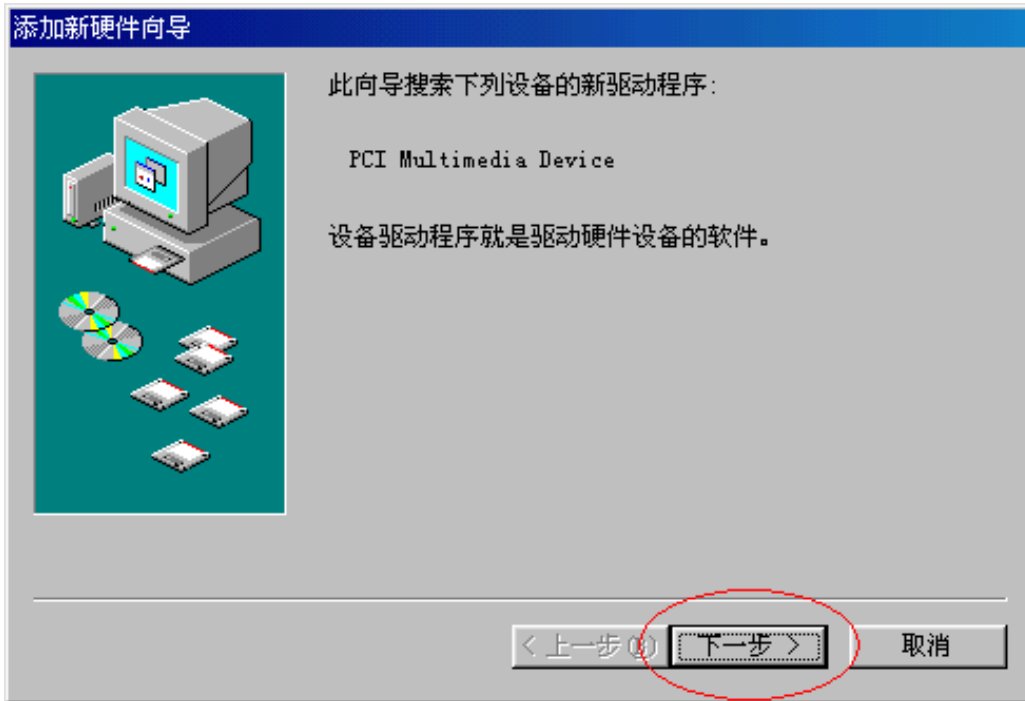 添加新硬件向导
此向导搜索下列设备的新驱动程序:
PCI Multimedia Device
设备驱动程序就是驱动硬件设备的软件。
< 上一步(B) 下一步 > 取消